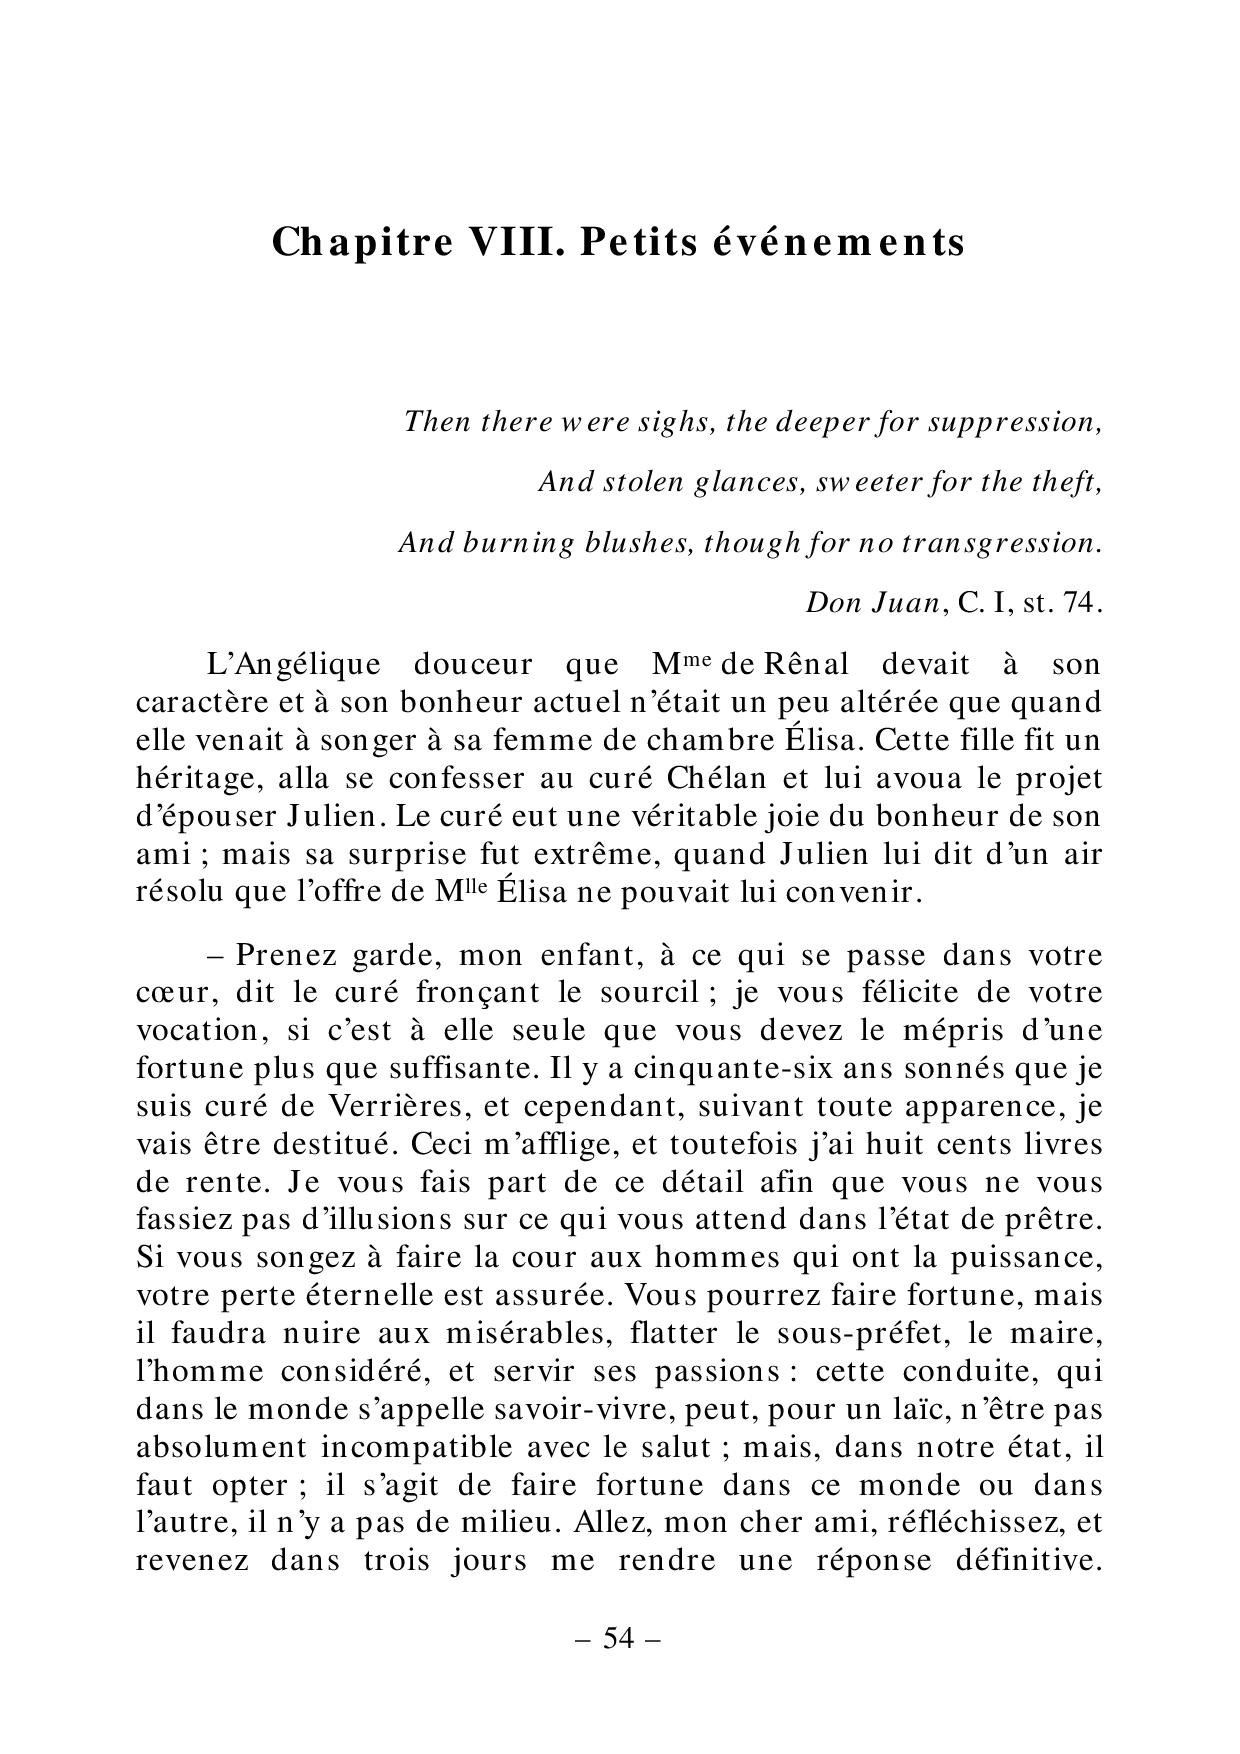 Chapitre VIII. Petits événements
Then there were sighs, the deeper for suppression,
And stolen glances, sweeter for the theft,
And burning blushes, though for no transgression.
Don Juan, C. I, st. 74.
L’Angélique douceur que Mme de Rênal devait à son
caractère et à son bonheur actuel n’était un peu altérée que quand
elle venait à songer à sa femme de chambre Élisa. Cette fille fit un
héritage, alla se confesser au curé Chélan et lui avoua le projet
d’épouser Julien. Le curé eut une véritable joie du bonheur de son
ami ; mais sa surprise fut extrême, quand Julien lui dit d’un air
résolu que l’offre de Mlle Élisa ne pouvait lui convenir.
– Prenez garde, mon enfant, à ce qui se passe dans votre
cœur, dit le curé fronçant le sourcil ; je vous félicite de votre
vocation, si c’est à elle seule que vous devez le mépris d’une
fortune plus que suffisante. Il y a cinquante-six ans sonnés que je
suis curé de Verrières, et cependant, suivant toute apparence, je
vais être destitué. Ceci m’afflige, et toutefois j’ai huit cents livres
de rente. Je vous fais part de ce détail afin que vous ne vous
fassiez pas d’illusions sur ce qui vous attend dans l’état de prêtre.
Si vous songez à faire la cour aux hommes qui ont la puissance,
votre perte éternelle est assurée. Vous pourrez faire fortune, mais
il faudra nuire aux misérables, flatter le sous-préfet, le maire,
l’homme considéré, et servir ses passions : cette conduite, qui
dans le monde s’appelle savoir-vivre, peut, pour un laïc, n’être pas
absolument incompatible avec le salut ; mais, dans notre état, il
faut opter ; il s’agit de faire fortune dans ce monde ou dans
l’autre, il n’y a pas de milieu. Allez, mon cher ami, réfléchissez, et
revenez dans trois jours me rendre une réponse définitive.
– 54 –